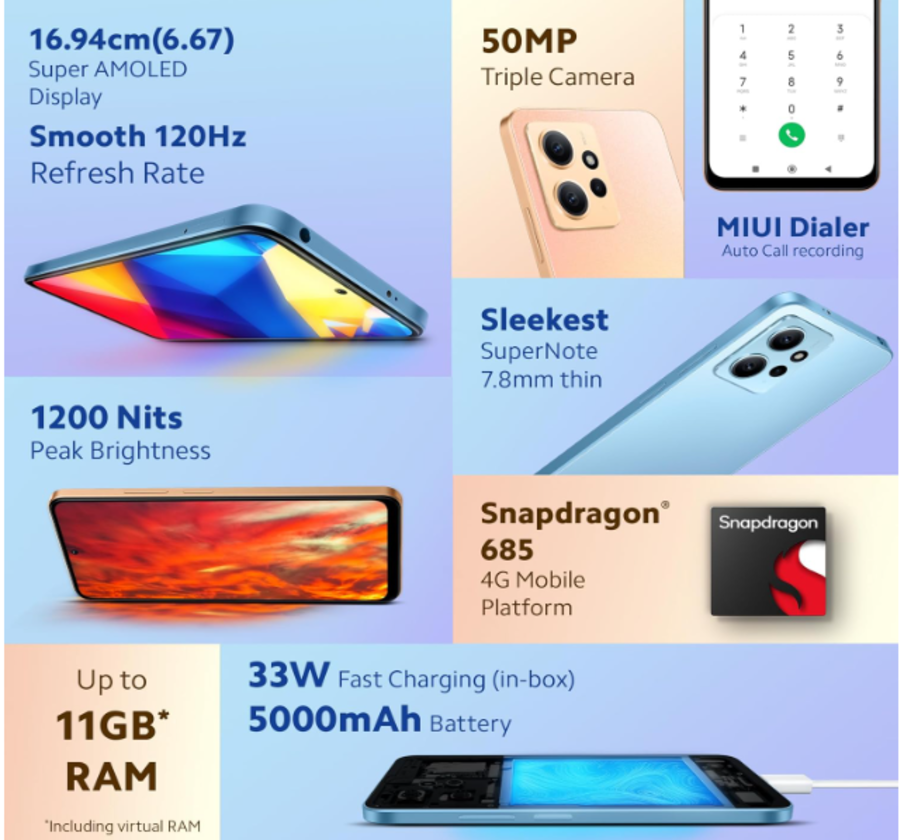 16.94cm(6.67)
Super AMOLED
Display
Smooth 120Hz
Refresh Rate
50MP
Triple Camera
1
2
3
4
5
6
7
8
9
*
0
#
MIUI Dialer
Auto Call recording
Sleekest
SuperNote
7.8mm thin
1200 Nits
Peak Brightness
Snapdragon®
685
4G Mobile
Platform
Snapdragon
Up to
11GB*
RAM
*Including virtual RAM
33W Fast Charging (in-box)
5000mAh Battery